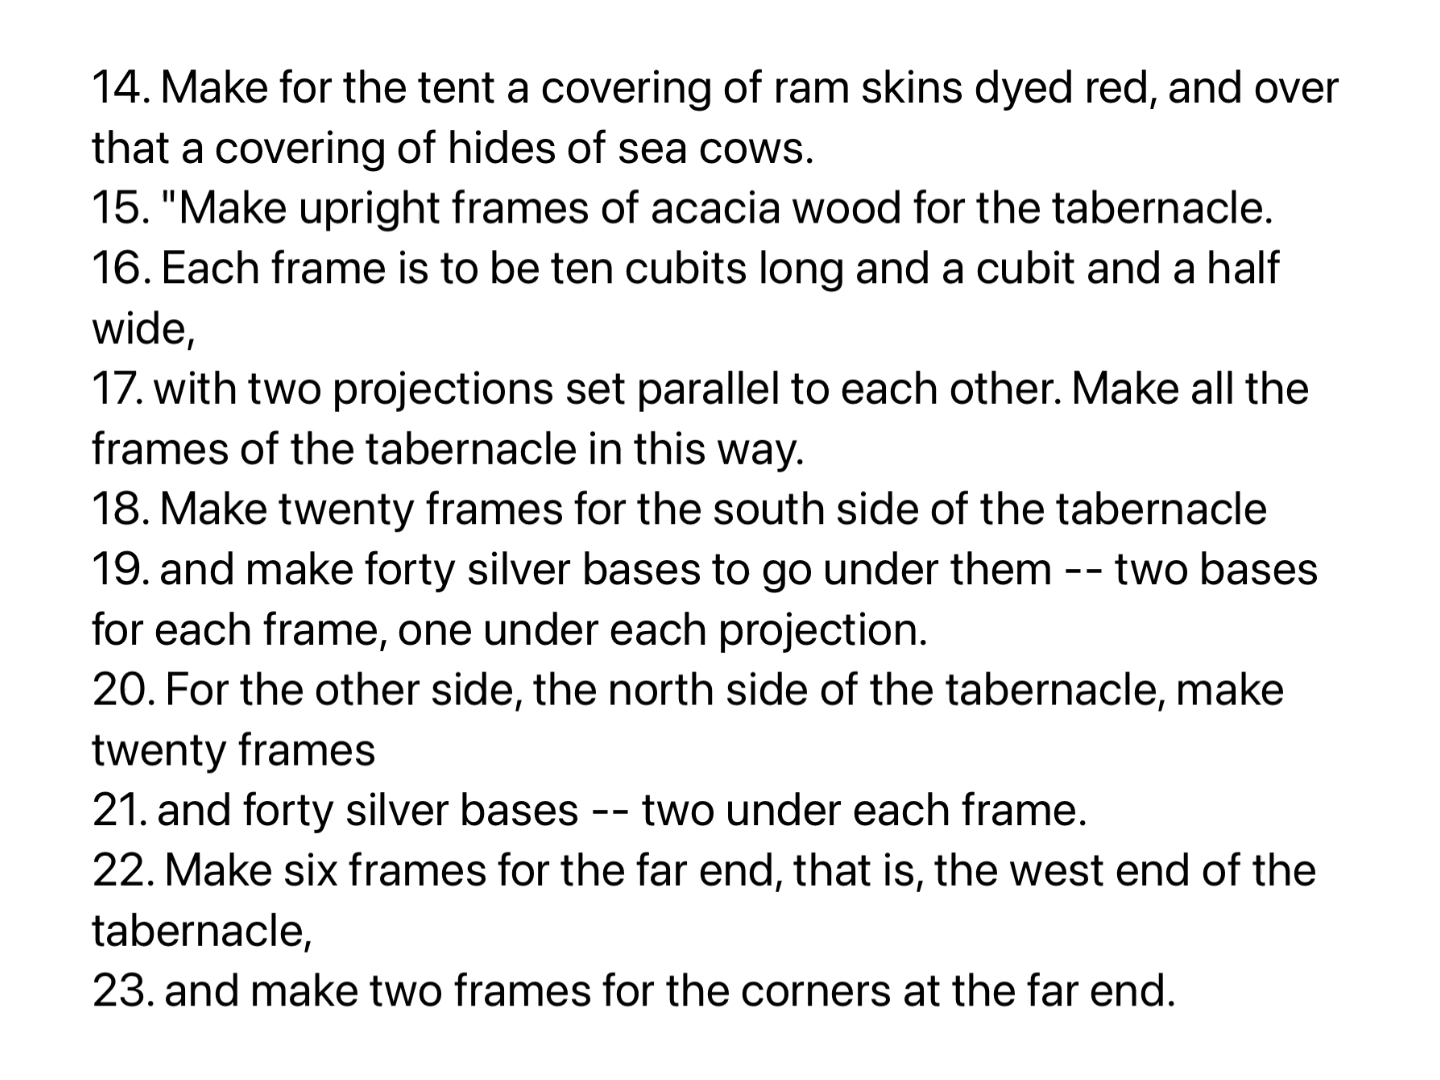 14. Make for the tent a covering of ram skins dyed red, and over
that a covering of hides of sea cows.
15. "Make upright frames of acacia wood for the tabernacle.
16. Each frame is to be ten cubits long and a cubit and a half
wide,
17. with two projections set parallel to each other. Make all the
frames of the tabernacle in this way.
18. Make twenty frames for the south side of the tabernacle
19. and make forty silver bases to go under them -- two bases
for each frame, one under each projection.
20. For the other side, the north side of the tabernacle, make
twenty frames
21. and forty silver bases -- two under each frame.
22. Make six frames for the far end, that is, the west end of the
tabernacle,
23. and make two frames for the corners at the far end.